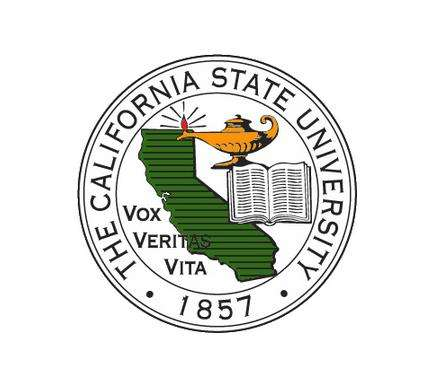 THE CALIFORNIA STATE UNIVERSITY
VOX
VERITAS
VITA
• 1857 •